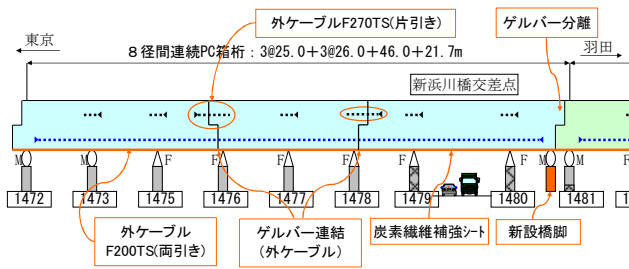 外ケーブルF270TS(片引き)
ゲルバー分離
東京
羽田
８径間連続PC箱桁：3@25.0+3@26.0+46.0+21.7m
新浜川橋交差点
M
M
F
F
F
F
F
F
M
M
1472
1473
1475
1476
1477
1478
1479
1480
1481
1
外ケーブル
F200TS(両引き)
ゲルバー連結
(外ケーブル)
炭素繊維補強シート
新設橋脚